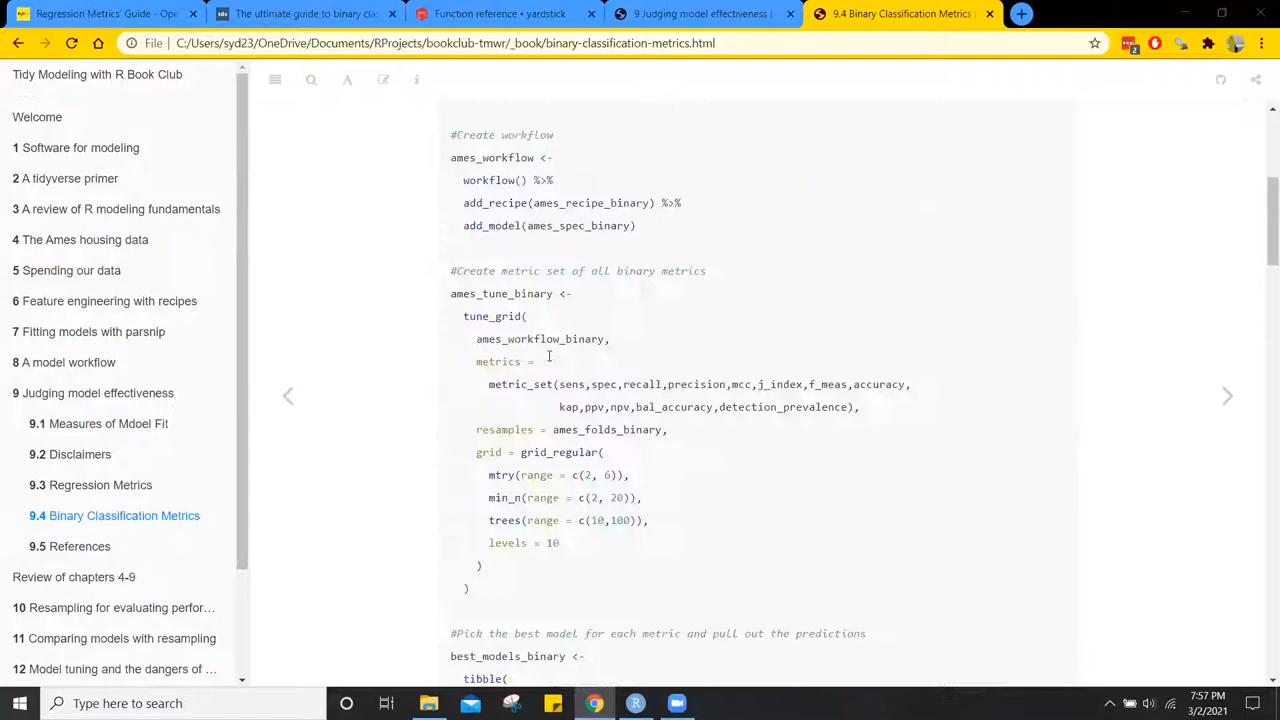 Regression Metrics Guide - Ope
The ultimate guide to binary clas
Function reference • yardstick
9 Judging model effectiveness |
9.4 Binary Classification Metrics |
File
C:/Users/syd23/OneDrive/Documents/RProjects/bookclub-tmwr/_book/binary-classification-metrics.html
2
Tidy Modeling with R Book Club
Welcome
1 Software for modeling
2 A tidyverse primer
3 A review of R modeling fundamentals
4 The Ames housing data
5 Spending our data
6 Feature engineering with recipes
7 Fitting models with parsnip
8 A model workflow
9 Judging model effectiveness
9.1 Measures of Mdoel Fit
9.2 Disclaimers
9.3 Regression Metrics
9.4 Binary Classification Metrics
9.5 References
Review of chapters 4-9
10 Resampling for evaluating perfor...
11 Comparing models with resampling
12 Model tuning and the dangers of ...
#Create workflow
ames_workflow <-
workflow() %>%
add_recipe(ames_recipe_binary) %>%
add_model(ames_spec_binary)
#Create metric set of all binary metrics
ames_tune_binary <-
tune_grid(
ames_workflow_binary,
metrics =
metric_set(sens,spec,recall,precision,mcc,j_index,f_meas,accuracy,
kap,ppv,npv,bal_accuracy,detection_prevalence),
resamples = ames_folds_binary,
grid = grid_regular(
mtry(range = c(2, 6)),
min_n(range = c(2, 20)),
trees(range = c(10,100)),
levels = 10
)
)
#Pick the best model for each metric and pull out the predictions
best_models_binary <-
tibble(
Type here to search
7:57 PM
3/2/2021